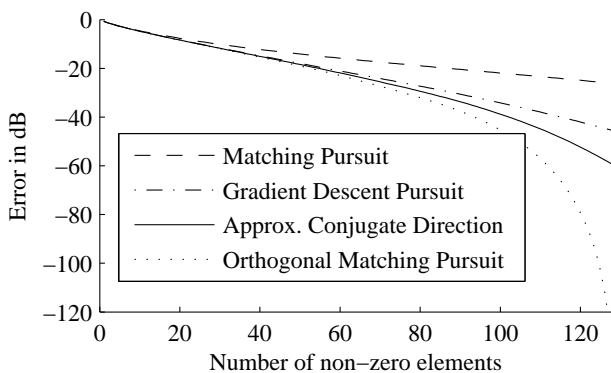 0
−20
−40
−60
−80
−100
−120
Error in dB
Matching Pursuit
Gradient Descent Pursuit
Approx. Conjugate Direction
Orthogonal Matching Pursuit
0 20 40 60 80 100 120
Number of non−zero elements